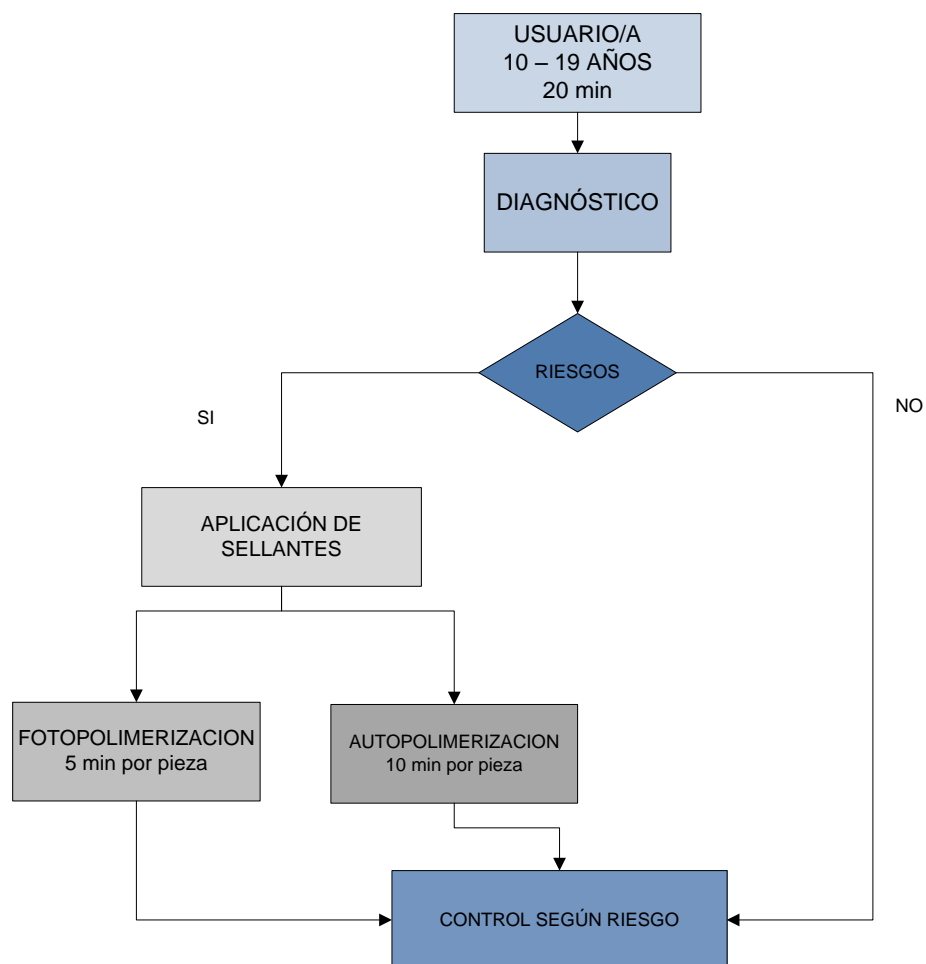 USUARIO/A
10 – 19 AÑOS
20 min
DIAGNÓSTICO
RIESGOS
SI
NO
APLICACIÓN DE
SELLANTES
FOTOPOLIMERIZACION
5 min por pieza
AUTOPOLIMERIZACION
10 min por pieza
CONTROL SEGÚN RIESGO